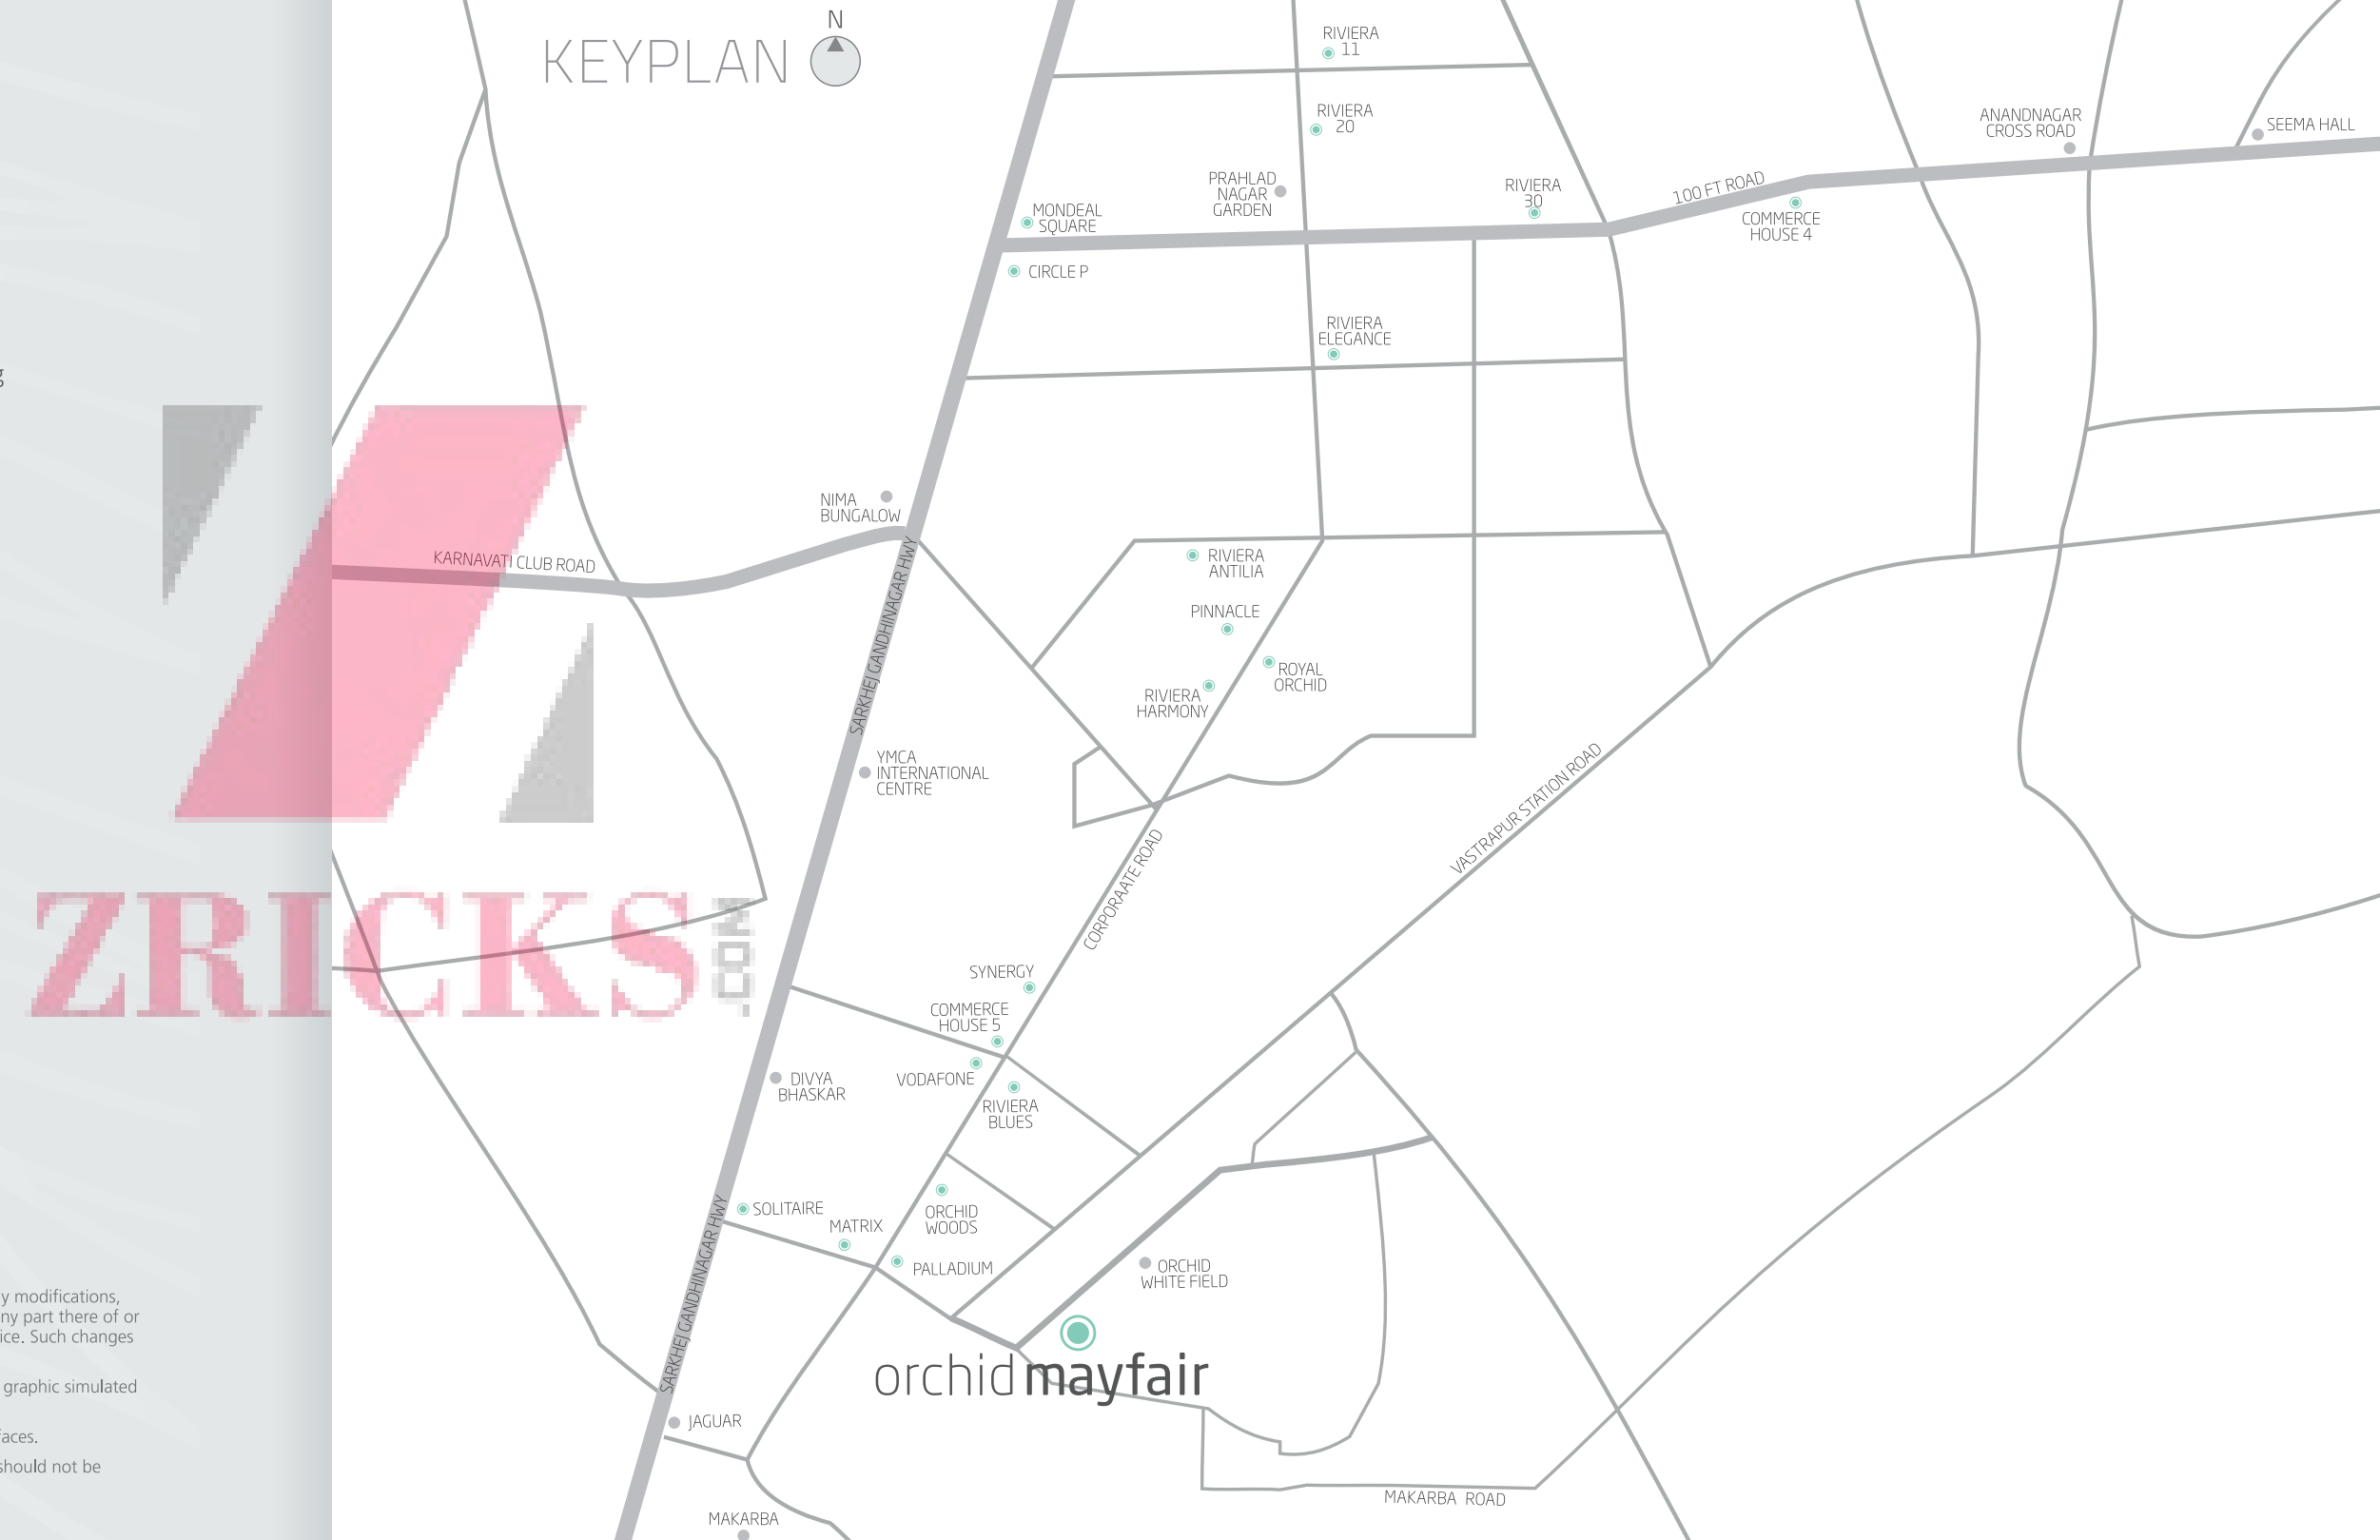 KEYPLAN
N
RIVIERA
11
RIVIERA
20
PRAHLAD
NAGAR
GARDEN
RIVIERA
30
MONDEAL
SQUARE
CIRCLE P
100 FT ROAD
COMMERCE
HOUSE 4
ANANDNAGAR
CROSS ROAD
SEEMA HALL
RIVIERA
ELEGANCE
g
NIMA
BUNGALOW
KARNAVATI CLUB ROAD
SARKHEJ GANDHINAGAR HWY
RIVIERA
ANTILIA
PINNACLE
ROYAL
ORCHID
RIVIERA
HARMONY
YMCA
INTERNATIONAL
CENTRE
VASTRAPUR STATION ROAD
CORPORAATE ROAD
ZRICKS
.COM
SYNERGY
COMMERCE
HOUSE 5
VODAFONE
DIVYA
BHASKAR
RIVIERA
BLUES
SOLITAIRE
MATRIX
ORCHID
WOODS
PALLADIUM
ORCHID
WHITE FIELD
SARKHEJ GANDHINAGAR HWY
orchidmayfair
JAGUAR
MAKARBA
MAKARBA ROAD
y modifications,
ny part there of or
ice. Such changes
graphic simulated
faces.
should not be